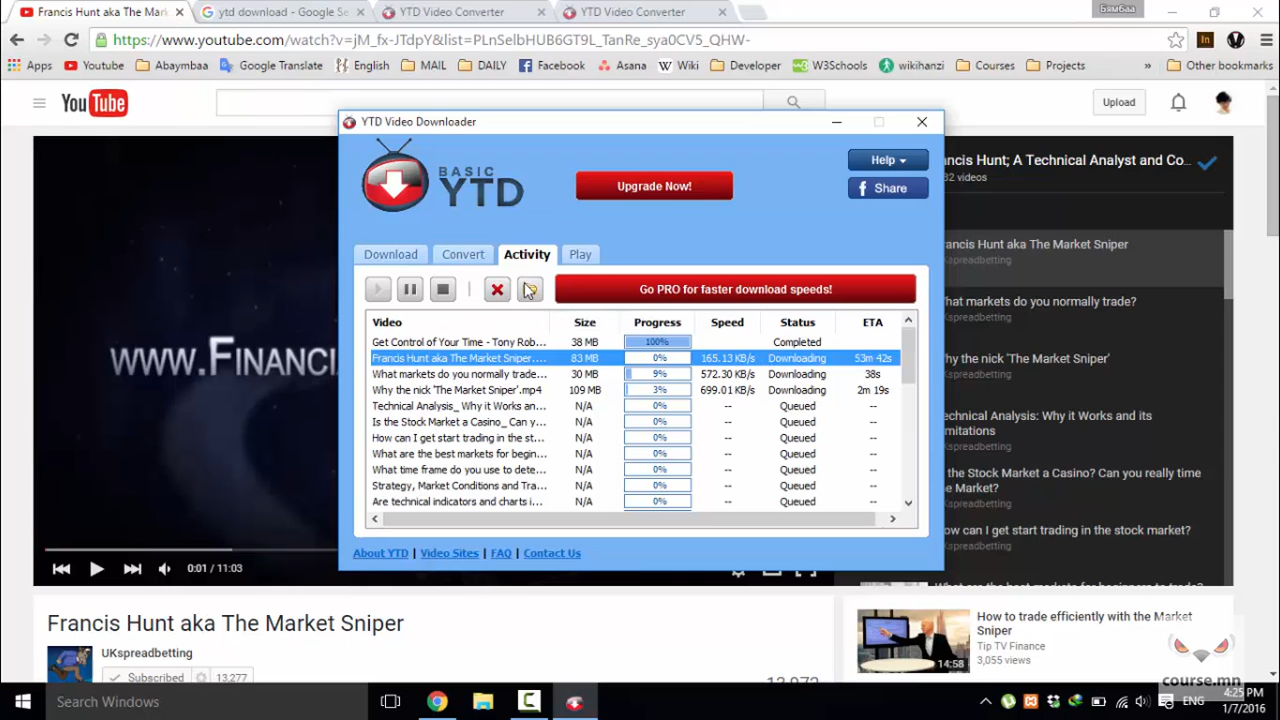 Francis Hunt aka The Mar
ytd download - Google Se
YTD Video Converter
YTD Video Converter
Бямбаа
https://www.youtube.com/watch?v=jM_fx-JTdpY&list=PLnSelbHUB6GT9L_TanRe_sya0CV5_QHW-
Apps
Youtube
Abaymbaa
Google Translate
English
MAIL
DAILY
Facebook
Asana
Wiki
Developer
W3Schools
wikihanzi
Courses
Projects
»
Other bookmarks
YouTube
Upload
YTD Video Downloader
BASIC
YTD
Upgrade Now!
Help
Share
Download Convert Activity Play
Go PRO for faster download speeds!
Video Size Progress Speed Status ETA
Get Control of Your Time - Tony Rob... 38 MB 100% Completed
Francis Hunt aka The Market Sniper.... 83 MB 0% 165.13 KB/s Downloading 53m 42s
What markets do you normally trade... 30 MB 9% 572.30 KB/s Downloading 38s
Why the nick 'The Market Sniper'.mp4 109 MB 3% 699.01 KB/s Downloading 2m 19s
Technical Analysis_ Why it Works an... N/A 0% -- Queued --
Is the Stock Market a Casino_ Can y... N/A 0% -- Queued --
How can I get start trading in the st... N/A 0% -- Queued --
What are the best markets for begin... N/A 0% -- Queued --
What time frame do you use to dete... N/A 0% -- Queued --
Strategy, Market Conditions and Tra... N/A 0% -- Queued --
Are technical indicators and charts i... N/A 0% -- Queued --
About YTD | Video Sites | FAQ | Contact Us
WWW.FINANCI
0:01 / 11:03
ancis Hunt; A Technical Analyst and Co...
32 videos
ancis Hunt aka The Market Sniper
Kspreadbetting
hat markets do you normally trade?
Kspreadbetting
hy the nick 'The Market Sniper'
Kspreadbetting
echnical Analysis: Why it Works and its
mitations
Kspreadbetting
the Stock Market a Casino? Can you really time
e Market?
Kspreadbetting
ow can I get start trading in the stock market?
Kspreadbetting
What are the best markets for beginners to trade?
Francis Hunt aka The Market Sniper
UKspreadbetting
Subscribed
13,277
How to trade efficiently with the Market
Sniper
Tip TV Finance
3,055 views
14:58
course.mn
Search Windows
ENG
4:25 PM
1/7/2016